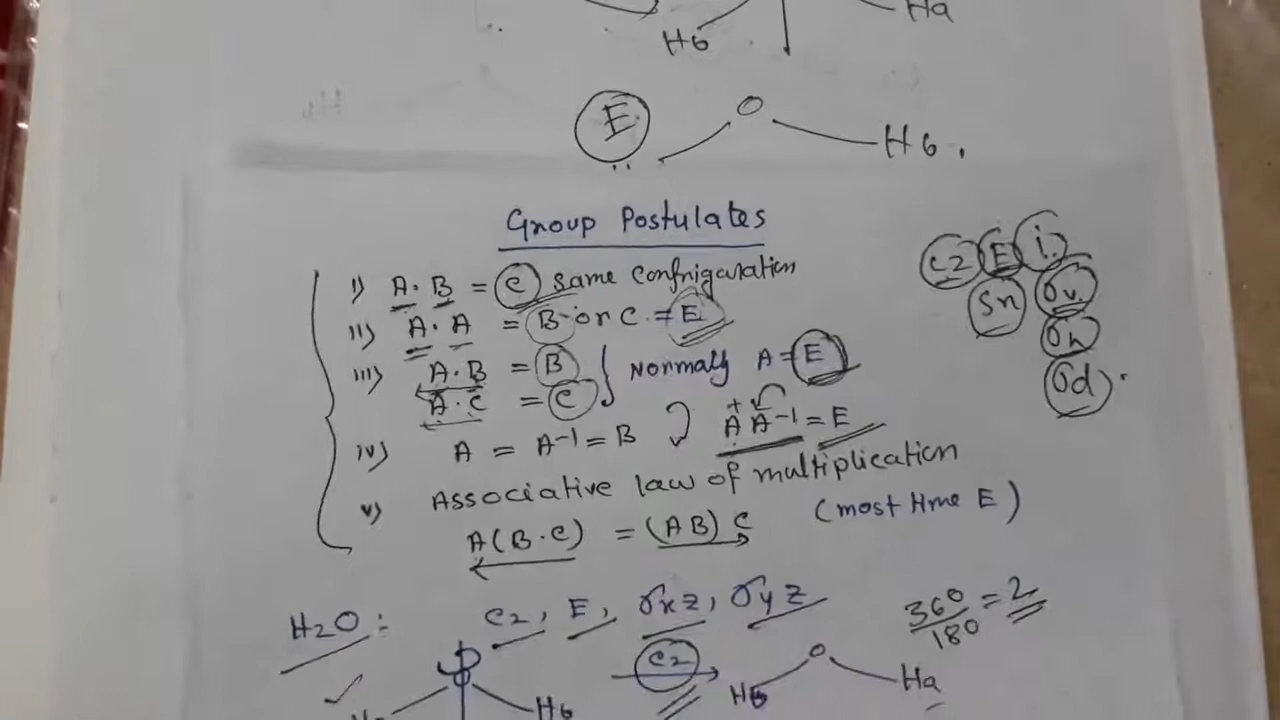 Ha
H6
E
O
H6.
Group Postulates
i) A·B = C same confrigaration
ii) A·A = B or C = E
iii) A·B = B
A·C = C
Normally A = E
iv) A = A-1 = B
A A-1 = E
v) Associative law of multiplication
A(B·C) = (AB) C
(most time E)
C2 E i
Sn σv
σh
σd
H2O:
C2, E, σxz, σyz
360/180 = 2
C2
O
H6
Ha
H6